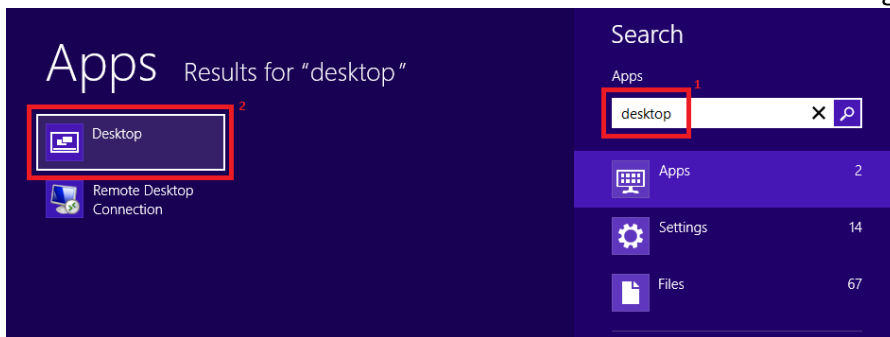 Apps Results for "desktop"
2
Desktop
Remote Desktop
Connection
Search
Apps
1
desktop
Apps 2
Settings 14
Files 67